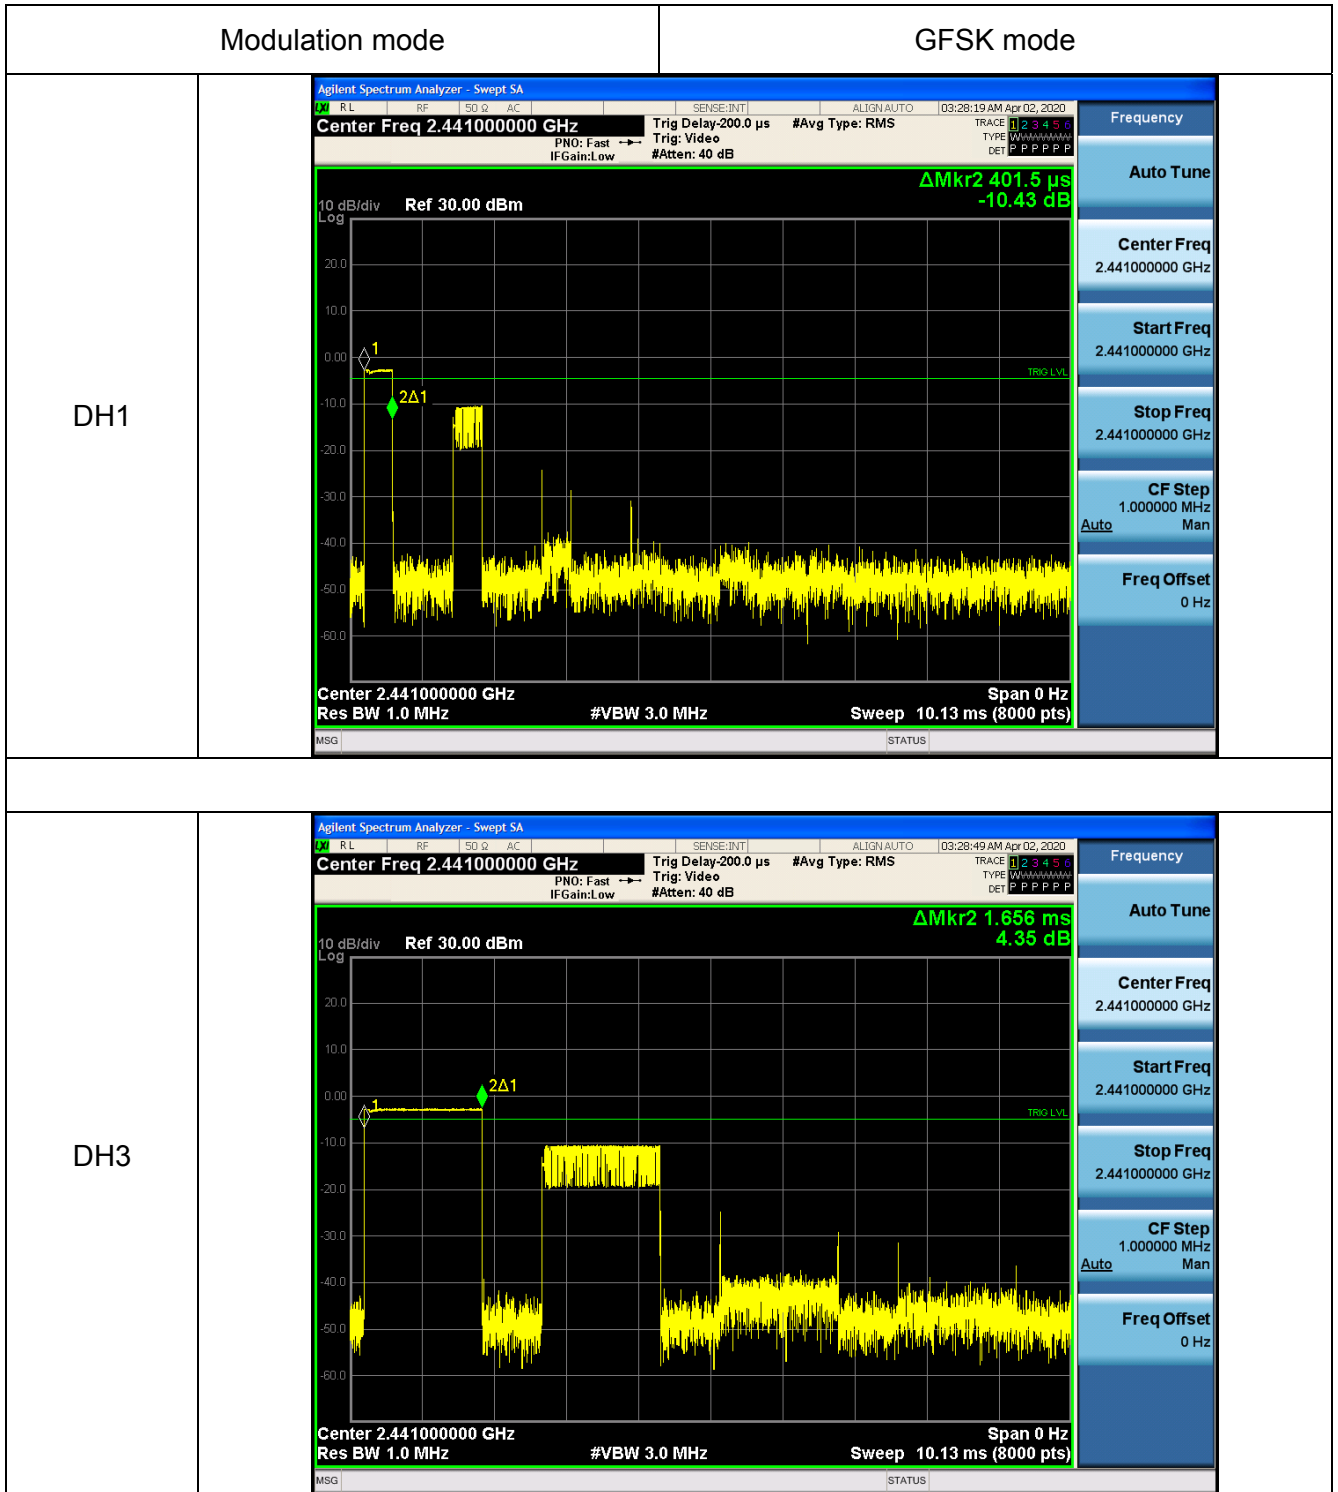 Modulation mode GFSK mode
DH1
Agilent Spectrum Analyzer - Swept SA
LXI RL RF 50 Ω AC SENSE:INT ALIGN AUTO 03:28:19 AM Apr 02, 2020
Center Freq 2.441000000 GHz Trig Delay-200.0 µs #Avg Type: RMS TRACE 1 2 3 4 5 6
PNO: Fast Trig: Video TYPE W
IFGain:Low #Atten: 40 dB DET P P P P P P
Frequency
ΔMkr2 401.5 µs
-10.43 dB
10 dB/div Ref 30.00 dBm
Log
20.0
10.0
0.00
-10.0
-20.0
-30.0
-40.0
-50.0
-60.0
1
2Δ1
TRIG LVL
Center 2.441000000 GHz Span 0 Hz
Res BW 1.0 MHz #VBW 3.0 MHz Sweep 10.13 ms (8000 pts)
MSG STATUS
Auto Tune
Center Freq
2.441000000 GHz
Start Freq
2.441000000 GHz
Stop Freq
2.441000000 GHz
CF Step
1.000000 MHz
Auto Man
Freq Offset
0 Hz
DH3
Agilent Spectrum Analyzer - Swept SA
LXI RL RF 50 Ω AC SENSE:INT ALIGN AUTO 03:28:49 AM Apr 02, 2020
Center Freq 2.441000000 GHz Trig Delay-200.0 µs #Avg Type: RMS TRACE 1 2 3 4 5 6
PNO: Fast Trig: Video TYPE W
IFGain:Low #Atten: 40 dB DET P P P P P P
Frequency
ΔMkr2 1.656 ms
4.35 dB
10 dB/div Ref 30.00 dBm
Log
20.0
10.0
0.00
-10.0
-20.0
-30.0
-40.0
-50.0
-60.0
1
2Δ1
TRIG LVL
Center 2.441000000 GHz Span 0 Hz
Res BW 1.0 MHz #VBW 3.0 MHz Sweep 10.13 ms (8000 pts)
MSG STATUS
Auto Tune
Center Freq
2.441000000 GHz
Start Freq
2.441000000 GHz
Stop Freq
2.441000000 GHz
CF Step
1.000000 MHz
Auto Man
Freq Offset
0 Hz